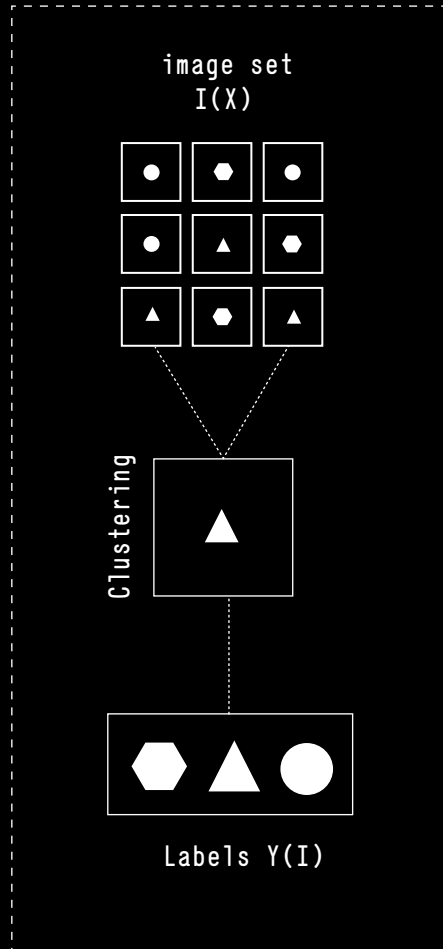 image set
I(X)
Clustering
Labels Y(I)